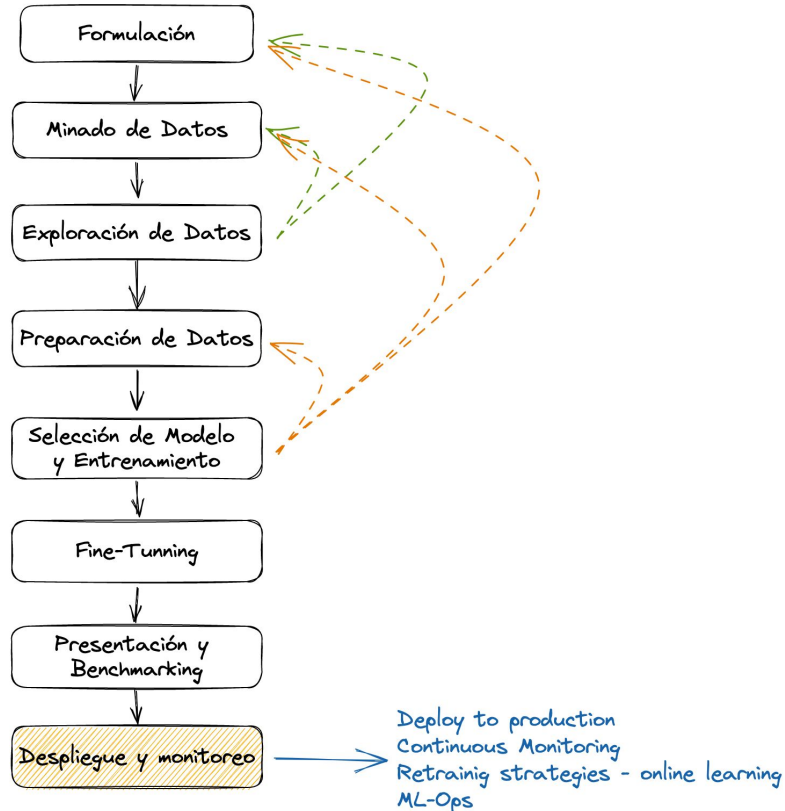 Formulación
Minado de Datos
Exploración de Datos
Preparación de Datos
Selección de Modelo
y Entrenamiento
Fine-Tunning
Presentación y
Benchmarking
Despliegue y monitoreo
Deploy to production
Continuous Monitoring
Retrainig strategies - online learning
ML-Ops